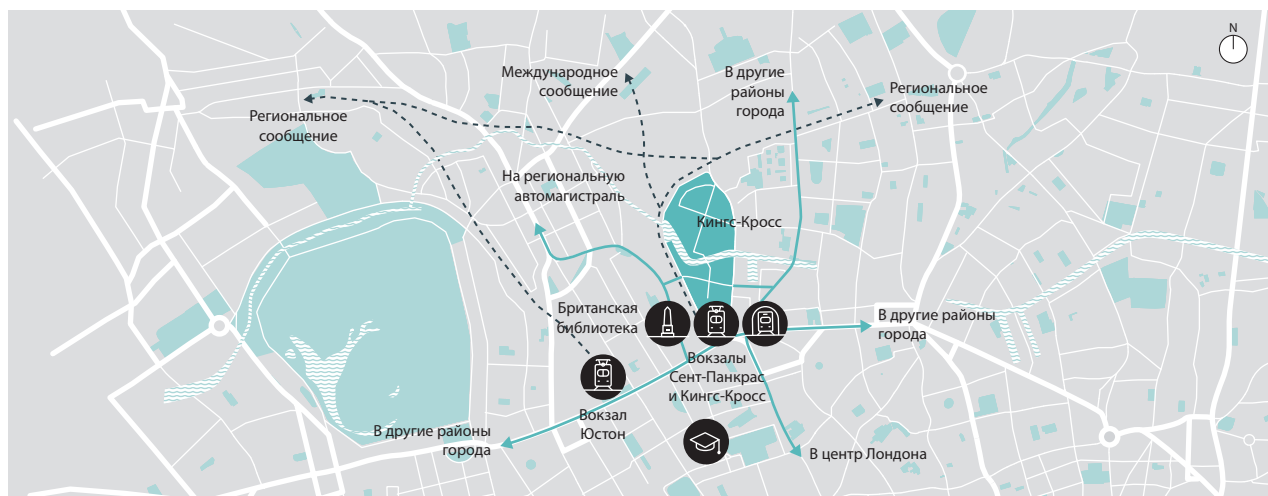 N
Международное
сообщение
В другие
районы
города
Региональное
сообщение
Региональное
сообщение
На региональную
автомагистраль
Кингс-Кросс
Британская
библиотека
В другие районы
города
Вокзалы
Сент-Панкрас
и Кингс-Кросс
Вокзал
Юстон
В другие районы
города
В центр Лондона